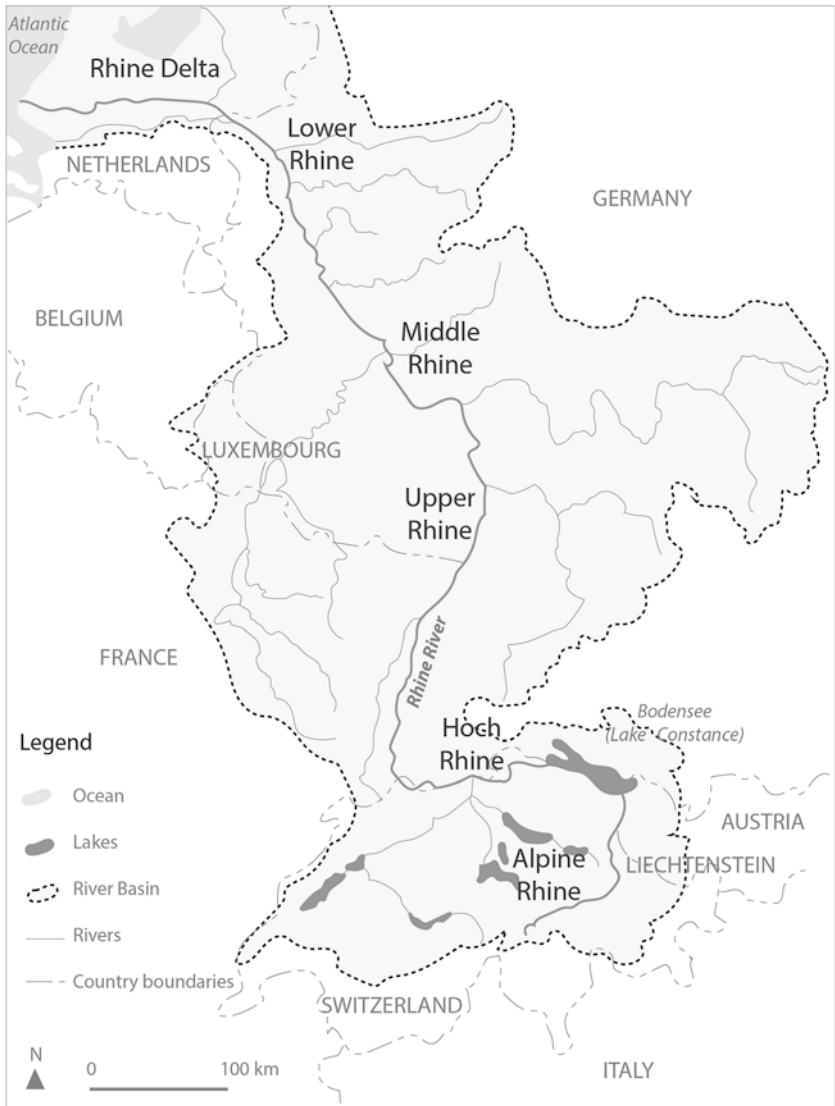 Atlantic
Ocean
Rhine Delta
Lower
Rhine
NETHERLANDS
GERMANY
BELGIUM
Middle
Rhine
LUXEMBOURG
Upper
Rhine
Rhine River
FRANCE
Hoch
Rhine
Bodensee
(Lake Constance)
AUSTRIA
LIECHTENSTEIN
Alpine
Rhine
SWITZERLAND
ITALY
Legend
Ocean
Lakes
River Basin
Rivers
Country boundaries
N
0 100 km